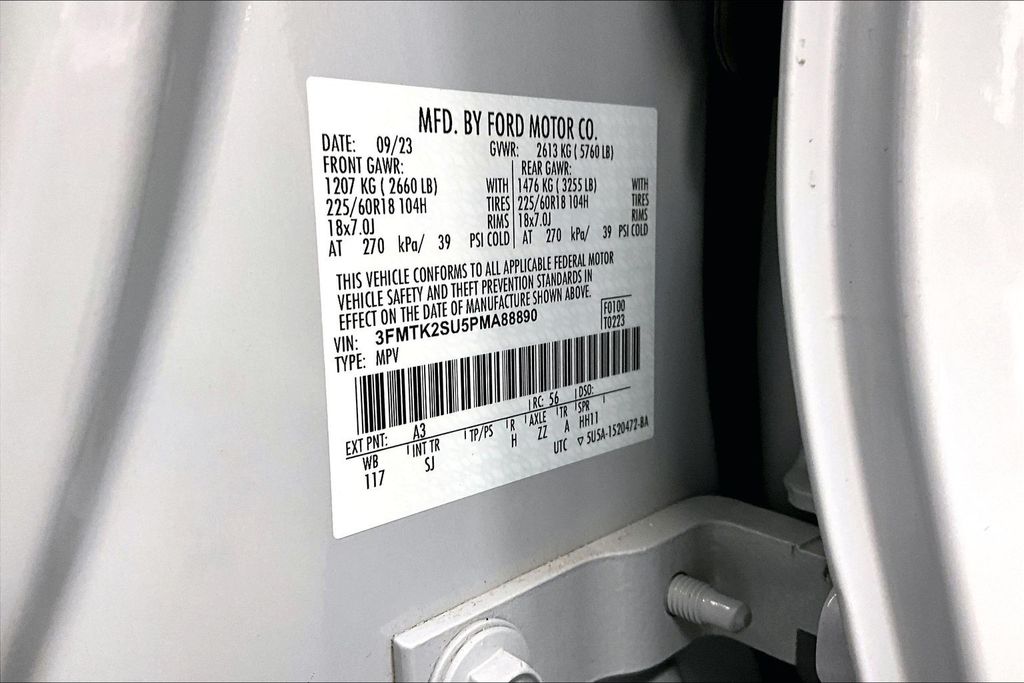 MFD. BY FORD MOTOR CO.
DATE: 09/23 GVWR: 2613 KG ( 5760 LB)
FRONT GAWR: REAR GAWR:
1207 KG ( 2660 LB) WITH 1476 KG ( 3255 LB) WITH
225/60R18 104H TIRES 225/60R18 104H TIRES
18x7.0J RIMS 18x7.0J RIMS
AT 270 kPa/ 39 PSI COLD AT 270 kPa/ 39 PSI COLD
THIS VEHICLE CONFORMS TO ALL APPLICABLE FEDERAL MOTOR
VEHICLE SAFETY AND THEFT PREVENTION STANDARDS IN
EFFECT ON THE DATE OF MANUFACTURE SHOWN ABOVE.
VIN: 3FMTK2SU5PMA88890 F0100
TYPE: MPV T0223
EXT PNT: A3 RC: 56 DSO:
WB INT TR TP/PS R AXLE TR SPR
117 SJ H ZZ A HH11
UTC ▽ 5U5A-1520472-BA